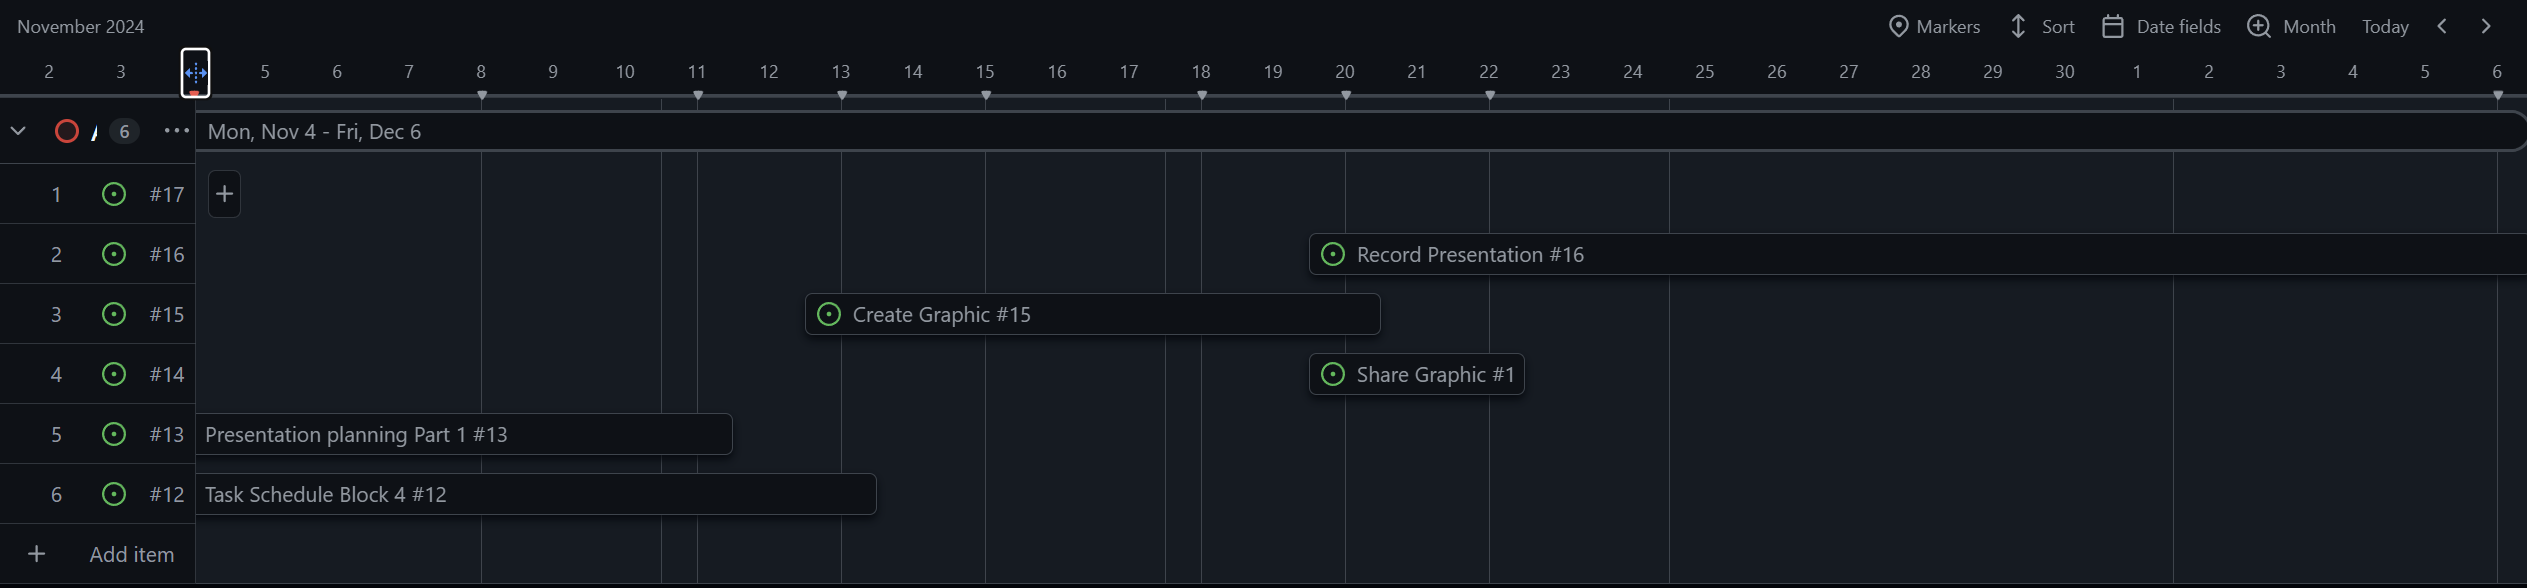 November 2024
Markers Sort Date fields Month Today
2 3 5 6 7 8 9 10 11 12 13 14 15 16 17 18 19 20 21 22 23 24 25 26 27 28 29 30 1 2 3 4 5 6
6 ··· Mon, Nov 4 - Fri, Dec 6
1 #17 +
2 #16 Record Presentation #16
3 #15 Create Graphic #15
4 #14 Share Graphic #1
5 #13 Presentation planning Part 1 #13
6 #12 Task Schedule Block 4 #12
+ Add item